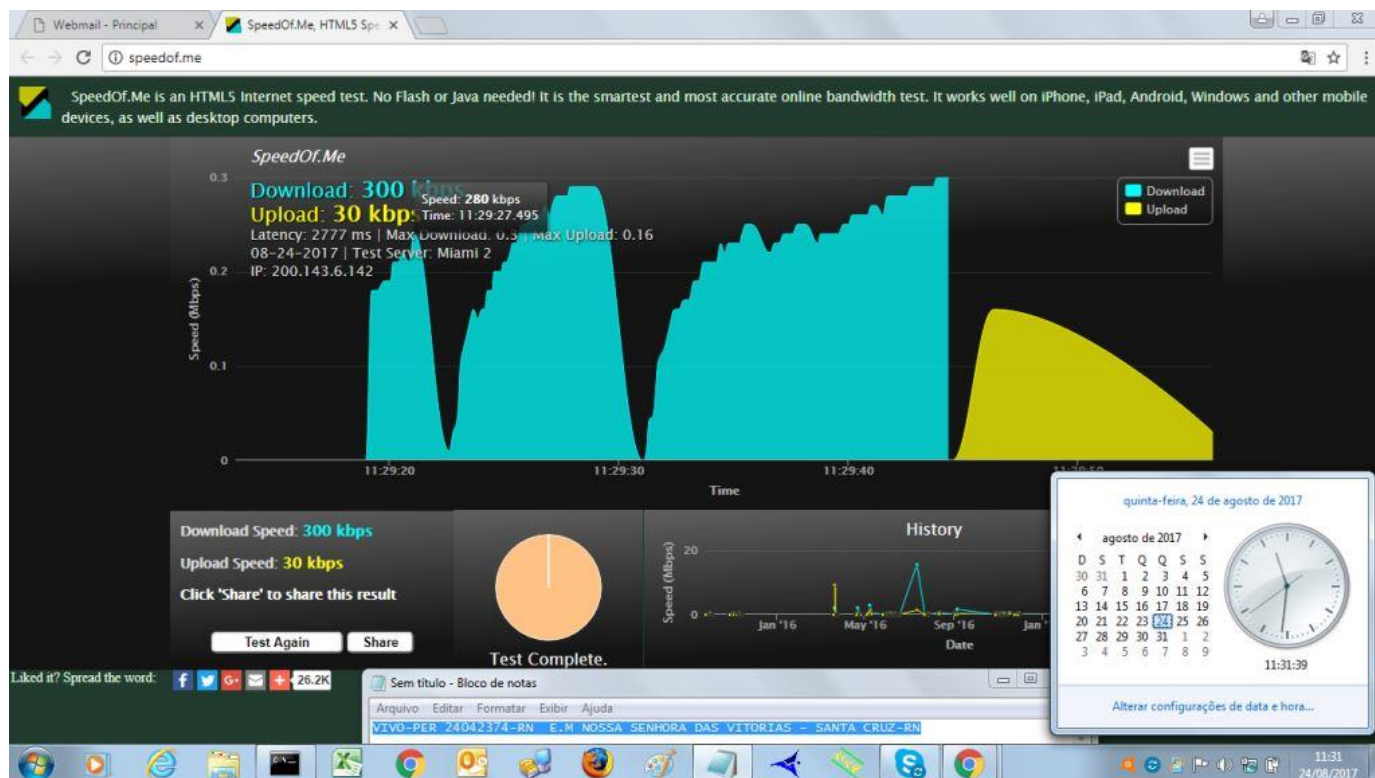 Webmail - Principal
SpeedOf.Me, HTML5 Spe
speedof.me
SpeedOf.Me is an HTML5 Internet speed test. No Flash or Java needed! It is the smartest and most accurate online bandwidth test. It works well on iPhone, iPad, Android, Windows and other mobile
devices, as well as desktop computers.
SpeedOf.Me
0.3
Download: 300 kbps
Speed: 280 kbps
Upload: 30 kbps
Time: 11:29:27.495
Latency: 2777 ms | Max Download: 0.3 | Max Upload: 0.16
08-24-2017 | Test Server: Miami 2
IP: 200.143.6.142
Download
Upload
0.2
0.1
0
Speed (Mbps)
11:29:20
11:29:30
11:29:40
11:29:50
Time
Download Speed: 300 kbps
Upload Speed: 30 kbps
Click 'Share' to share this result
Test Again
Share
Test Complete.
History
Speed (Mbps)
20
0
Jan '16
May '16
Sep '16
Jan '
Date
quinta-feira, 24 de agosto de 2017
agosto de 2017
D S T Q Q S S
30 31 1 2 3 4 5
6 7 8 9 10 11 12
13 14 15 16 17 18 19
20 21 22 23 24 25 26
27 28 29 30 31 1 2
3 4 5 6 7 8 9
11:31:39
Alterar configurações de data e hora...
Liked it? Spread the word:
26.2K
Sem título - Bloco de notas
Arquivo Editar Formatar Exibir Ajuda
VIVO-PER 24042374-RN E.M NOSSA SENHORA DAS VITORIAS - SANTA CRUZ-RN
11:31
24/08/2017